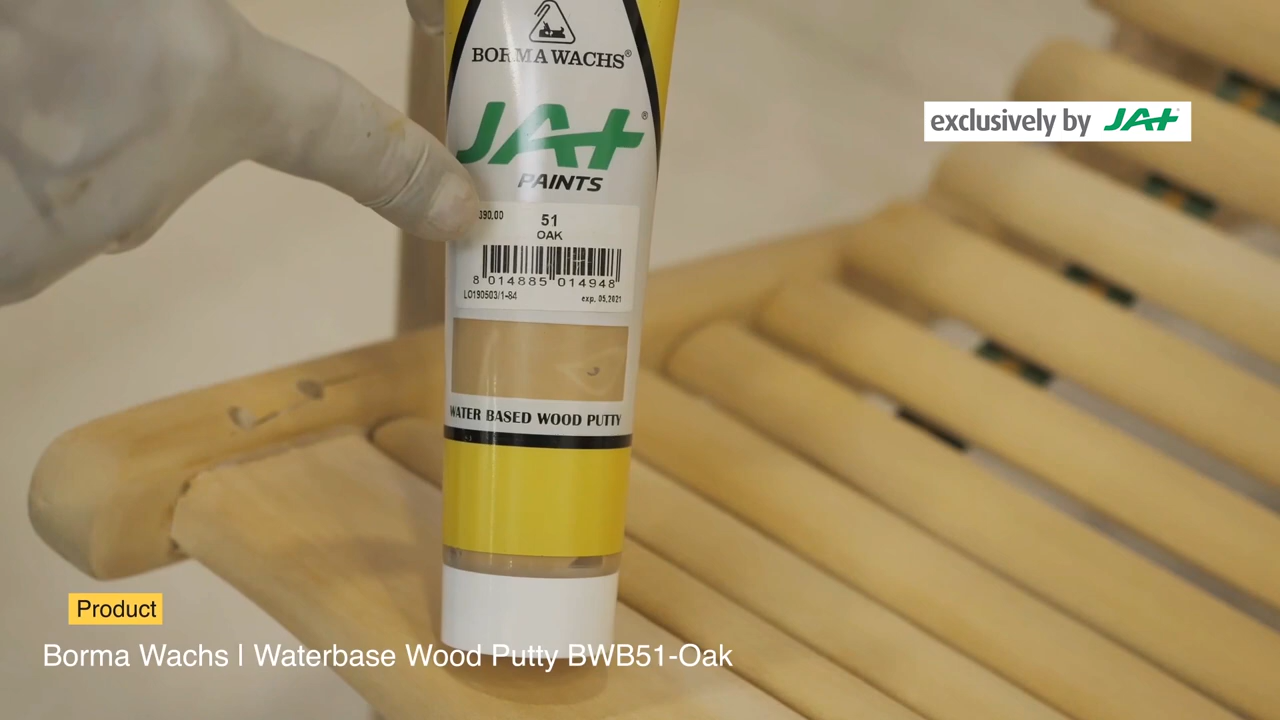 BORMA WACHS®
JAT®
PAINTS
390,00
51
OAK
8 014885 014948
LO190503/1-84
exp. 05,2021
WATER BASED WOOD PUTTY
exclusively by JAT
Product
Borma Wachs | Waterbase Wood Putty BWB51-Oak